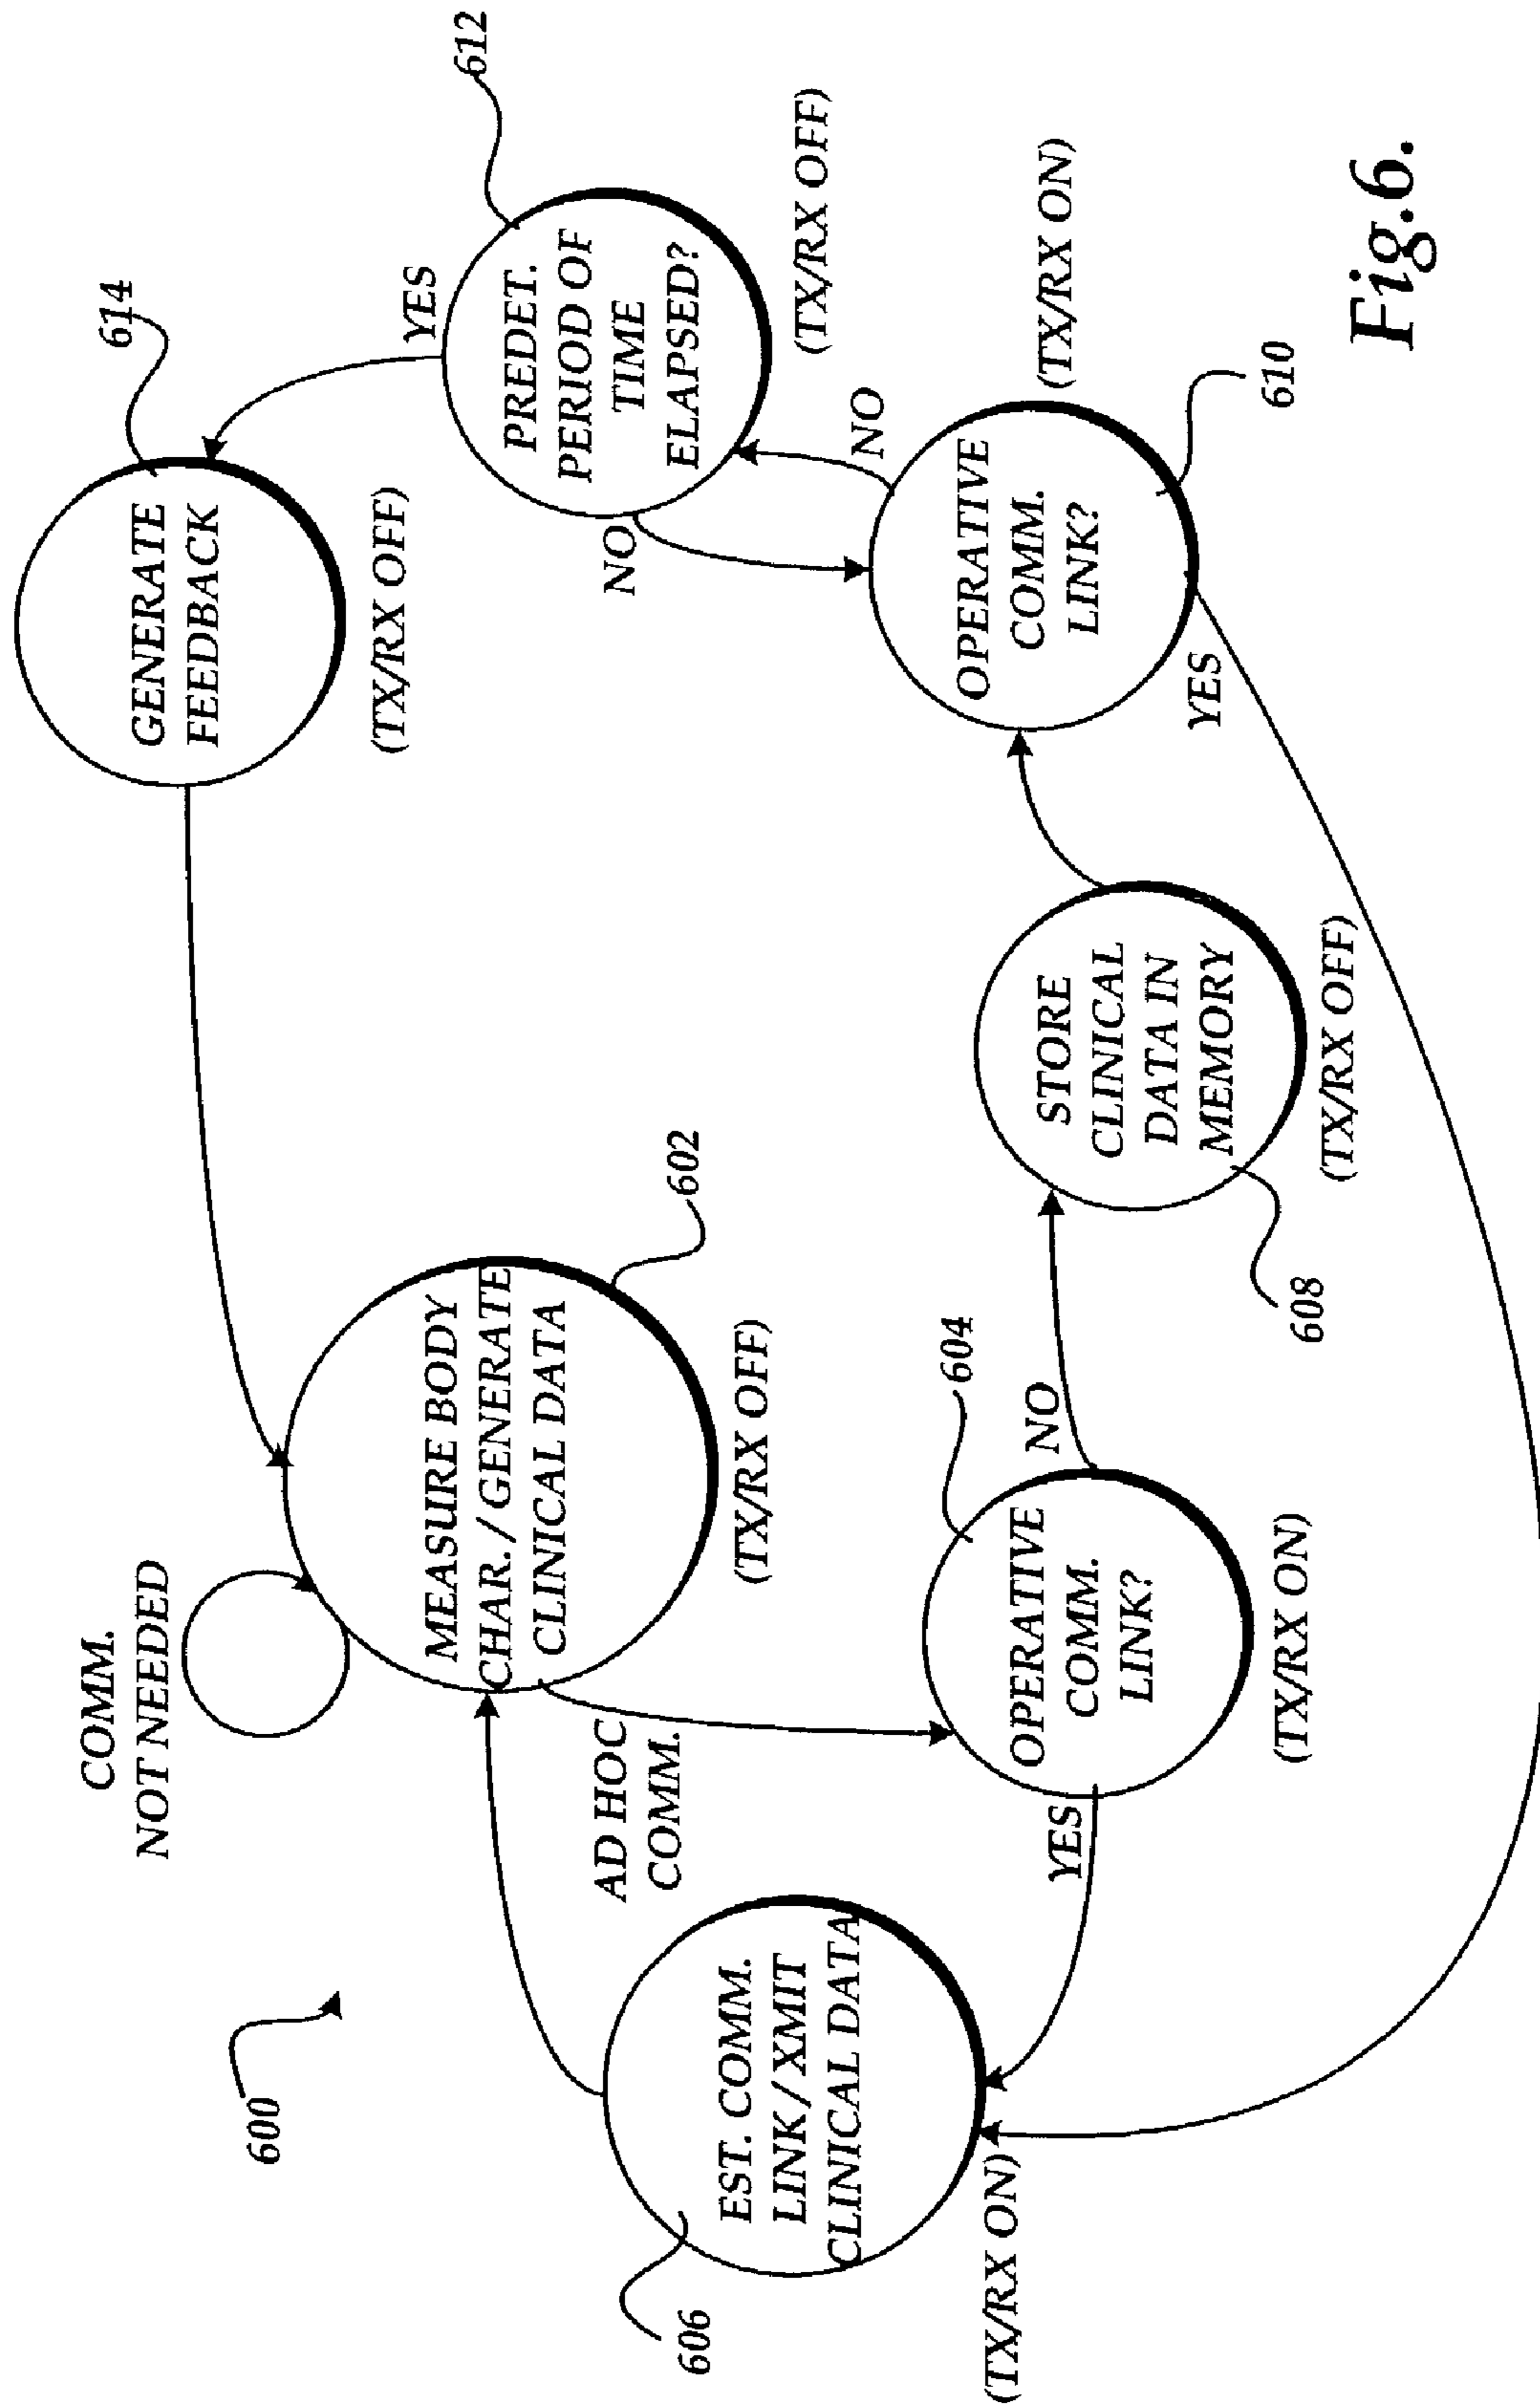 600
COMM.
NOT NEEDED
614
GENERATE
FEEDBACK
(TX/RX OFF)
612
YES
PREDET.
PERIOD OF
TIME
ELAPSED?
(TX/RX OFF)
NO
NO
MEASURE BODY
CHAR./GENERATE
CLINICAL DATA
602
(TX/RX OFF)
AD HOC
COMM.
606
EST. COMM.
LINK/XMIT
CLINICAL DATA
(TX/RX ON)
YES
604
OPERATIVE
COMM.
LINK?
(TX/RX ON)
NO
STORE
CLINICAL
DATA IN
MEMORY
608
(TX/RX OFF)
OPERATIVE
COMM.
LINK?
(TX/RX ON)
YES
610
Fig.6.